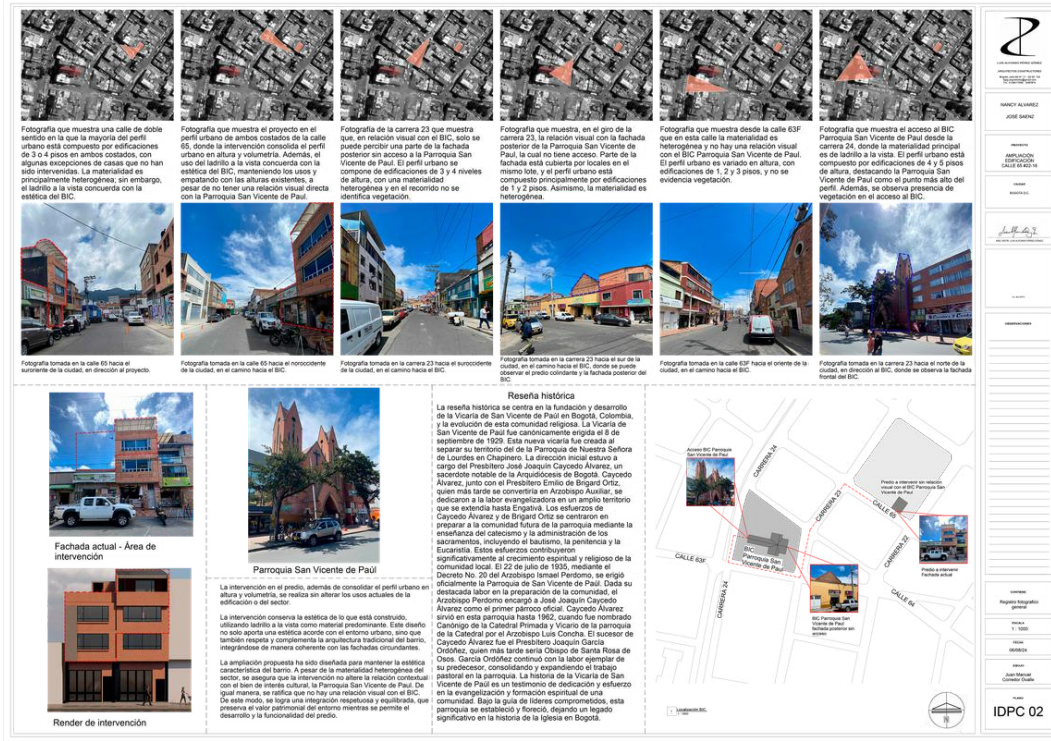 Fotografía que muestra una calle de doble
sentido en la que la mayoría del perfil
urbano está compuesto por edificaciones
de 3 o 4 pisos en ambos costados, con
algunas excepciones de casas que no han
sido intervenidas. La materialidad es
principalmente heterogénea; sin embargo,
el ladrillo a la vista concuerda con la
estética del BIC.
Fotografía que muestra el proyecto en el
perfil urbano de ambos costados de la calle
65, donde la intervención consolida el perfil
urbano en altura y volumetría. Además, el
uso del ladrillo a la vista concuerda con la
estética del BIC, manteniendo los usos y
empatando con las alturas existentes, a
pesar de no tener una relación visual directa
con la Parroquia San Vicente de Paul.
Fotografía de la carrera 23 que muestra
que, en relación visual con el BIC, solo se
puede percibir una parte de la fachada
posterior sin acceso a la Parroquia San
Vicente de Paul. El perfil urbano se
compone de edificaciones de 3 y 4 niveles
de altura, con una materialidad
heterogénea y en el recorrido no se
identifica vegetación.
Fotografía que muestra, en el giro de la
carrera 23, la relación visual con la fachada
posterior de la Parroquia San Vicente de
Paul, la cual no tiene acceso. Parte de la
fachada está cubierta por locales en el
mismo lote, y el perfil urbano está
compuesto principalmente por edificaciones
de 1 y 2 pisos. Asimismo, la materialidad es
heterogénea.
Fotografía que muestra desde la calle 63F
que en esta calle la materialidad es
heterogénea y no hay una relación visual
con el BIC Parroquia San Vicente de Paul.
El perfil urbano es variado en altura, con
edificaciones de 1, 2 y 3 pisos, y no se
evidencia vegetación.
Fotografía que muestra el acceso al BIC
Parroquia San Vicente de Paul desde la
carrera 24, donde la materialidad principal
es de ladrillo a la vista. El perfil urbano está
compuesto por edificaciones de 4 y 5 pisos
de altura, destacando la Parroquia San
Vicente de Paul como el punto más alto del
perfil. Además, se observa presencia de
vegetación en el acceso al BIC.
Fotografía tomada en la calle 65 hacia el
suroriente de la ciudad, en dirección al proyecto.
Fotografía tomada en la calle 65 hacia el noroccidente
de la ciudad, en el camino hacia el BIC.
Fotografía tomada en la carrera 23 hacia el suroccidente
de la ciudad, en el camino hacia el BIC.
Fotografía tomada en la carrera 23 hacia el sur de la
ciudad, en el camino hacia el BIC, donde se puede
observar el predio colindante y la fachada posterior del
BIC.
Fotografía tomada en la calle 63F hacia el oriente de la
ciudad, en el camino hacia el BIC.
Fotografía tomada en la carrera 23 hacia el norte de la
ciudad, en dirección al BIC, donde se observa la fachada
frontal del BIC.
Fachada actual - Área de
intervención
Render de intervención
Parroquia San Vicente de Paúl
La intervención en el predio, además de consolidar el perfil urbano en
altura y volumetría, se realiza sin alterar los usos actuales de la
edificación o del sector.
La intervención conserva la estética de lo que está construido,
utilizando ladrillo a la vista como material predominante. Este diseño
no solo aporta una estética acorde con el entorno urbano, sino que
también respeta y complementa la arquitectura tradicional del barrio,
integrándose de manera coherente con las fachadas circundantes.
La ampliación propuesta ha sido diseñada para mantener la estética
característica del barrio. A pesar de la materialidad heterogénea del
sector, se asegura que la intervención no altere la relación contextual
con el bien de interés cultural, la Parroquia San Vicente de Paul. De
igual manera, se ratifica que no hay una relación visual con el BIC.
De este modo, se logra una integración respetuosa y equilibrada, que
preserva el valor patrimonial del entorno mientras se permite el
desarrollo y la funcionalidad del predio.
Reseña histórica
La reseña histórica se centra en la fundación y desarrollo
de la Vicaría de San Vicente de Paúl en Bogotá, Colombia,
y la evolución de esta comunidad religiosa. La Vicaría de
San Vicente de Paúl fue canónicamente erigida el 8 de
septiembre de 1929. Esta nueva vicaría fue creada al
separar su territorio del de la Parroquia de Nuestra Señora
de Lourdes en Chapinero. La dirección inicial estuvo a
cargo del Presbítero José Joaquín Caycedo Álvarez, un
sacerdote notable de la Arquidiócesis de Bogotá. Caycedo
Álvarez, junto con el Presbítero Emilio de Brigard Ortiz,
quien más tarde se convertiría en Arzobispo Auxiliar, se
dedicaron a la labor evangelizadora en un amplio territorio
que se extendía hasta Engativá. Los esfuerzos de
Caycedo Álvarez y de Brigard Ortiz se centraron en
preparar a la comunidad futura de la parroquia mediante la
enseñanza del catecismo y la administración de los
sacramentos, incluyendo el bautismo, la penitencia y la
Eucaristía. Estos esfuerzos contribuyeron
significativamente al crecimiento espiritual y religioso de la
comunidad local. El 22 de julio de 1935, mediante el
Decreto No. 20 del Arzobispo Ismael Perdomo, se erigió
oficialmente la Parroquia de San Vicente de Paúl. Dada su
destacada labor en la preparación de la comunidad, el
Arzobispo Perdomo encargó a José Joaquín Caycedo
Álvarez como el primer párroco oficial. Caycedo Álvarez
sirvió en esta parroquia hasta 1962, cuando fue nombrado
Canónigo de la Catedral Primada y Vicario de la parroquia
de la Catedral por el Arzobispo Luis Concha. El sucesor de
Caycedo Álvarez fue el Presbítero Joaquín García
Ordóñez, quien más tarde sería Obispo de Santa Rosa de
Osos. García Ordóñez continuó con la labor ejemplar de
su predecesor, consolidando y expandiendo el trabajo
pastoral en la parroquia. La historia de la Vicaría de San
Vicente de Paúl es un testimonio de dedicación y esfuerzo
en la evangelización y formación espiritual de una
comunidad. Bajo la guía de líderes comprometidos, esta
parroquia se estableció y floreció, dejando un legado
significativo en la historia de la Iglesia en Bogotá.
Acceso BIC Parroquia
San Vicente de Paúl
CARRERA 24
CARRERA 23
Predio a intervenir sin relación
visual con el BIC Parroquia San
Vicente de Paúl
CALLE 65
CARRERA 22
Predio a intervenir
Fachada actual
BIC
Parroquia San
Vicente de Paul
CALLE 63F
CARRERA 24
CALLE 64
BIC Parroquia San
Vicente de Paúl
fachada posterior sin
acceso
Localización BIC
N
NANCY ALVAREZ
JOSÉ SAENZ
PROYECTO
AMPLIACIÓN
EDIFICACIÓN
CALLE 65 #22-16
CIUDAD
BOGOTÁ D.C.
OBSERVACIONES
CONTIENE
Registro fotográfico
general
ESCALA
FECHA
DIBUJO
Juan Manuel
Corredor Ovalle
PLANO
IDPC 02